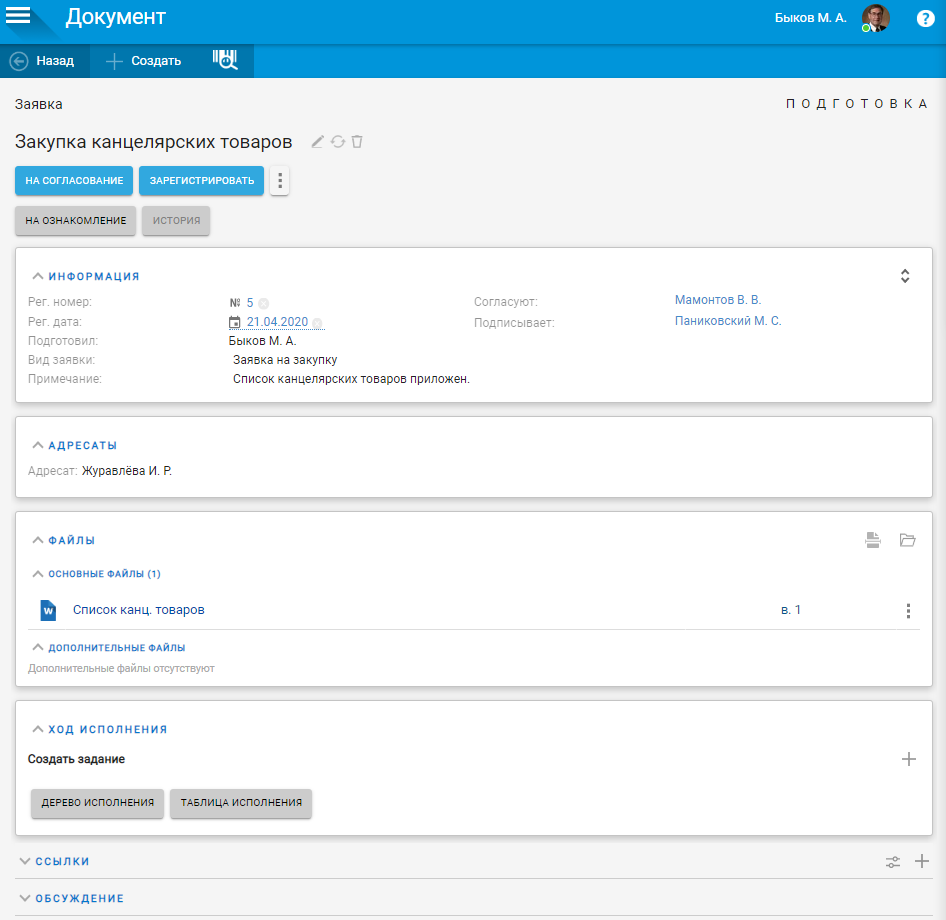 Документ
Быков М. А.
?
Назад
Создать
Заявка
ПОДГОТОВКА
Закупка канцелярских товаров
НА СОГЛАСОВАНИЕ
ЗАРЕГИСТРИРОВАТЬ
НА ОЗНАКОМЛЕНИЕ
ИСТОРИЯ
ИНФОРМАЦИЯ
Рег. номер: № 5
Согласуют: Мамонтов В. В.
Рег. дата: 21.04.2020
Подписывает: Паниковский М. С.
Подготовил: Быков М. А.
Вид заявки: Заявка на закупку
Примечание: Список канцелярских товаров приложен.
АДРЕСАТЫ
Адресат: Журавлёва И. Р.
ФАЙЛЫ
ОСНОВНЫЕ ФАЙЛЫ (1)
W Список канц. товаров в. 1
ДОПОЛНИТЕЛЬНЫЕ ФАЙЛЫ
Дополнительные файлы отсутствуют
ХОД ИСПОЛНЕНИЯ
Создать задание
ДЕРЕВО ИСПОЛНЕНИЯ
ТАБЛИЦА ИСПОЛНЕНИЯ
ССЫЛКИ
ОБСУЖДЕНИЕ